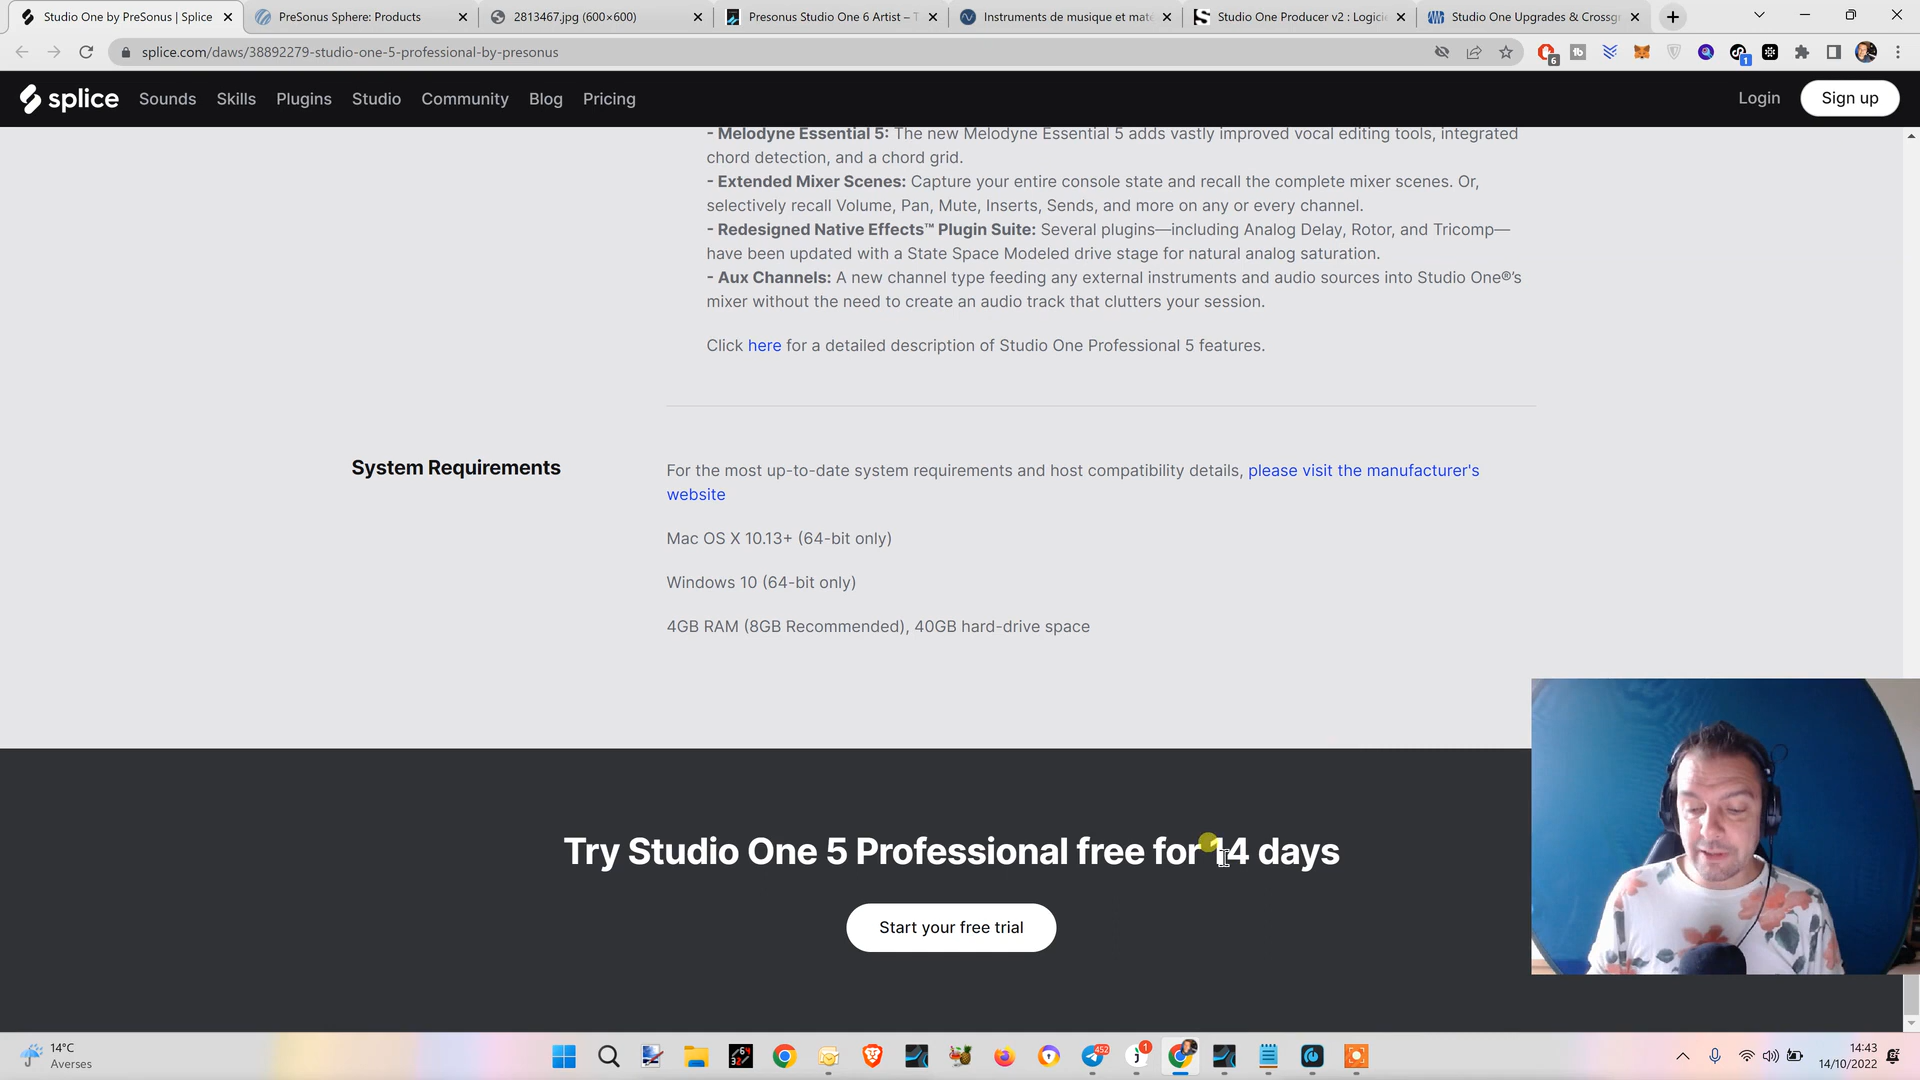 Studio One by PreSonus | Splice
PreSonus Sphere: Products
2813467.jpg (600×600)
Presonus Studio One 6 Artist – T
Instruments de musique et maté
Studio One Producer v2 : Logicie
Studio One Upgrades & Crossgr
splice.com/daws/38892279-studio-one-5-professional-by-presonus
6
1
splice
Sounds
Skills
Plugins
Studio
Community
Blog
Pricing
Login
Sign up
- Melodyne Essential 5: The new Melodyne Essential 5 adds vastly improved vocal editing tools, integrated
chord detection, and a chord grid.
- Extended Mixer Scenes: Capture your entire console state and recall the complete mixer scenes. Or,
selectively recall Volume, Pan, Mute, Inserts, Sends, and more on any or every channel.
- Redesigned Native Effects™ Plugin Suite: Several plugins—including Analog Delay, Rotor, and Tricomp—
have been updated with a State Space Modeled drive stage for natural analog saturation.
- Aux Channels: A new channel type feeding any external instruments and audio sources into Studio One®'s
mixer without the need to create an audio track that clutters your session.
Click here for a detailed description of Studio One Professional 5 features.
System Requirements
For the most up-to-date system requirements and host compatibility details, please visit the manufacturer's
website
Mac OS X 10.13+ (64-bit only)
Windows 10 (64-bit only)
4GB RAM (8GB Recommended), 40GB hard-drive space
Try Studio One 5 Professional free for 14 days
Start your free trial
14°C
Averses
452
1
14:43
14/10/2022